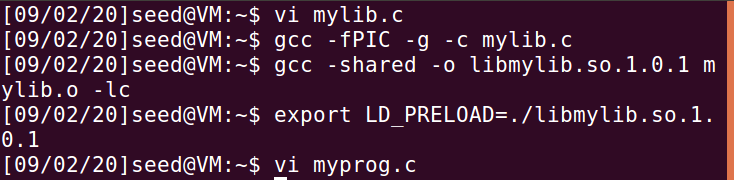 [09/02/20]seed@VM:~$ vi mylib.c
[09/02/20]seed@VM:~$ gcc -fPIC -g -c mylib.c
[09/02/20]seed@VM:~$ gcc -shared -o libmylib.so.1.0.1 m
ylib.o -lc
[09/02/20]seed@VM:~$ export LD_PRELOAD=./libmylib.so.1.
0.1
[09/02/20]seed@VM:~$ vi myprog.c